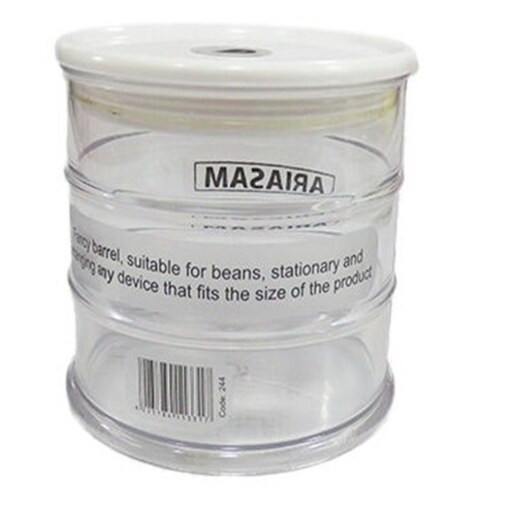 ARIASAM
Fancy barrel, suitable for beans, stationary and
arranging any device that fits the size of the product
Code: 244